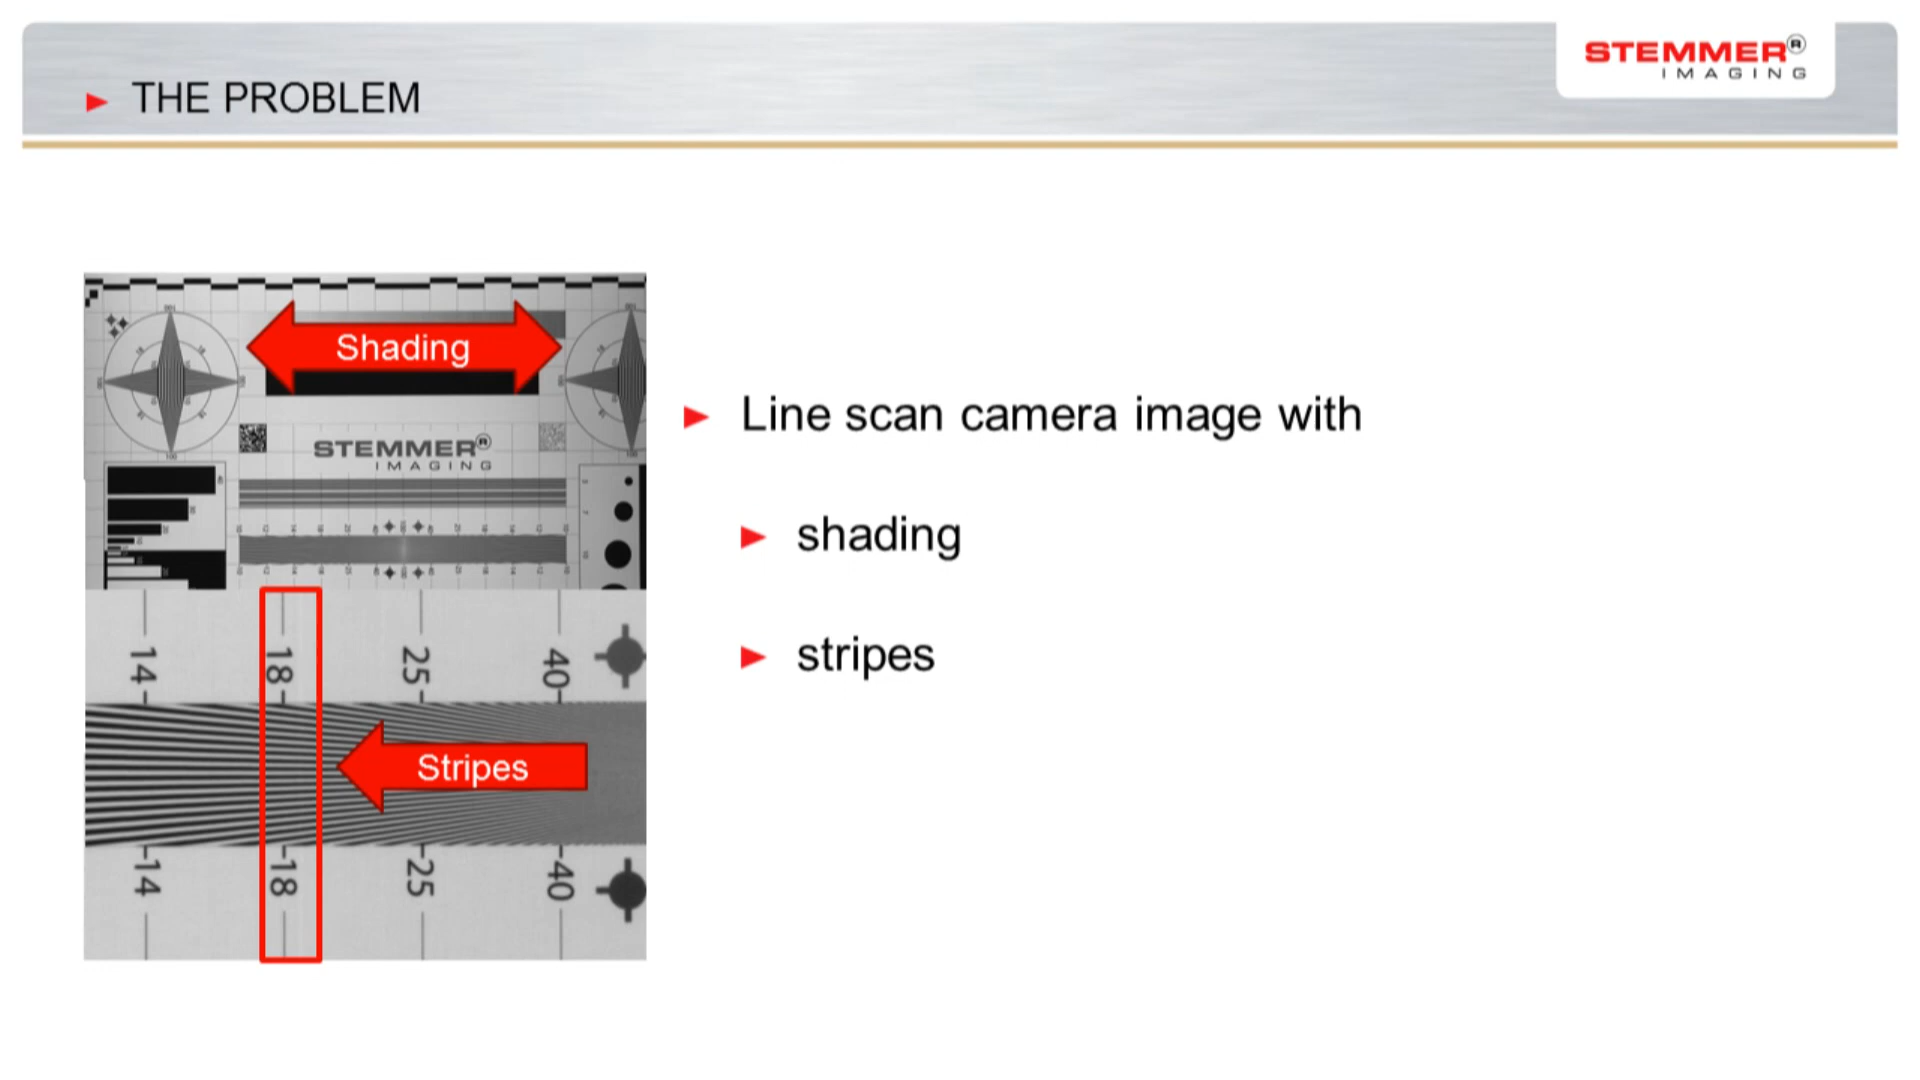 STEMMER®
IMAGING
THE PROBLEM
Shading
STEMMER®
IMAGING
Line scan camera image with
shading
stripes
14 18 25 40
Stripes
14 18 25 40